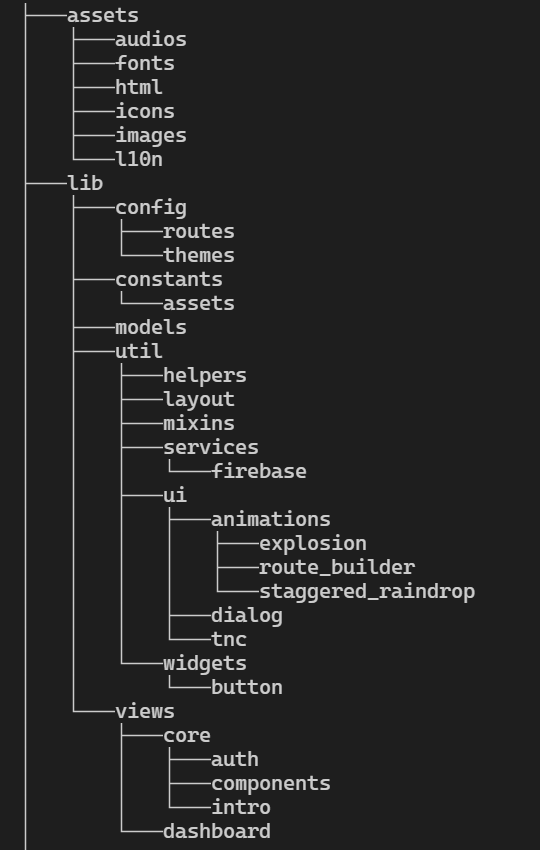 assets
audios
fonts
html
icons
images
l10n
lib
config
routes
themes
constants
assets
models
util
helpers
layout
mixins
services
firebase
ui
animations
explosion
route_builder
staggered_raindrop
dialog
tnc
widgets
button
views
core
auth
components
intro
dashboard